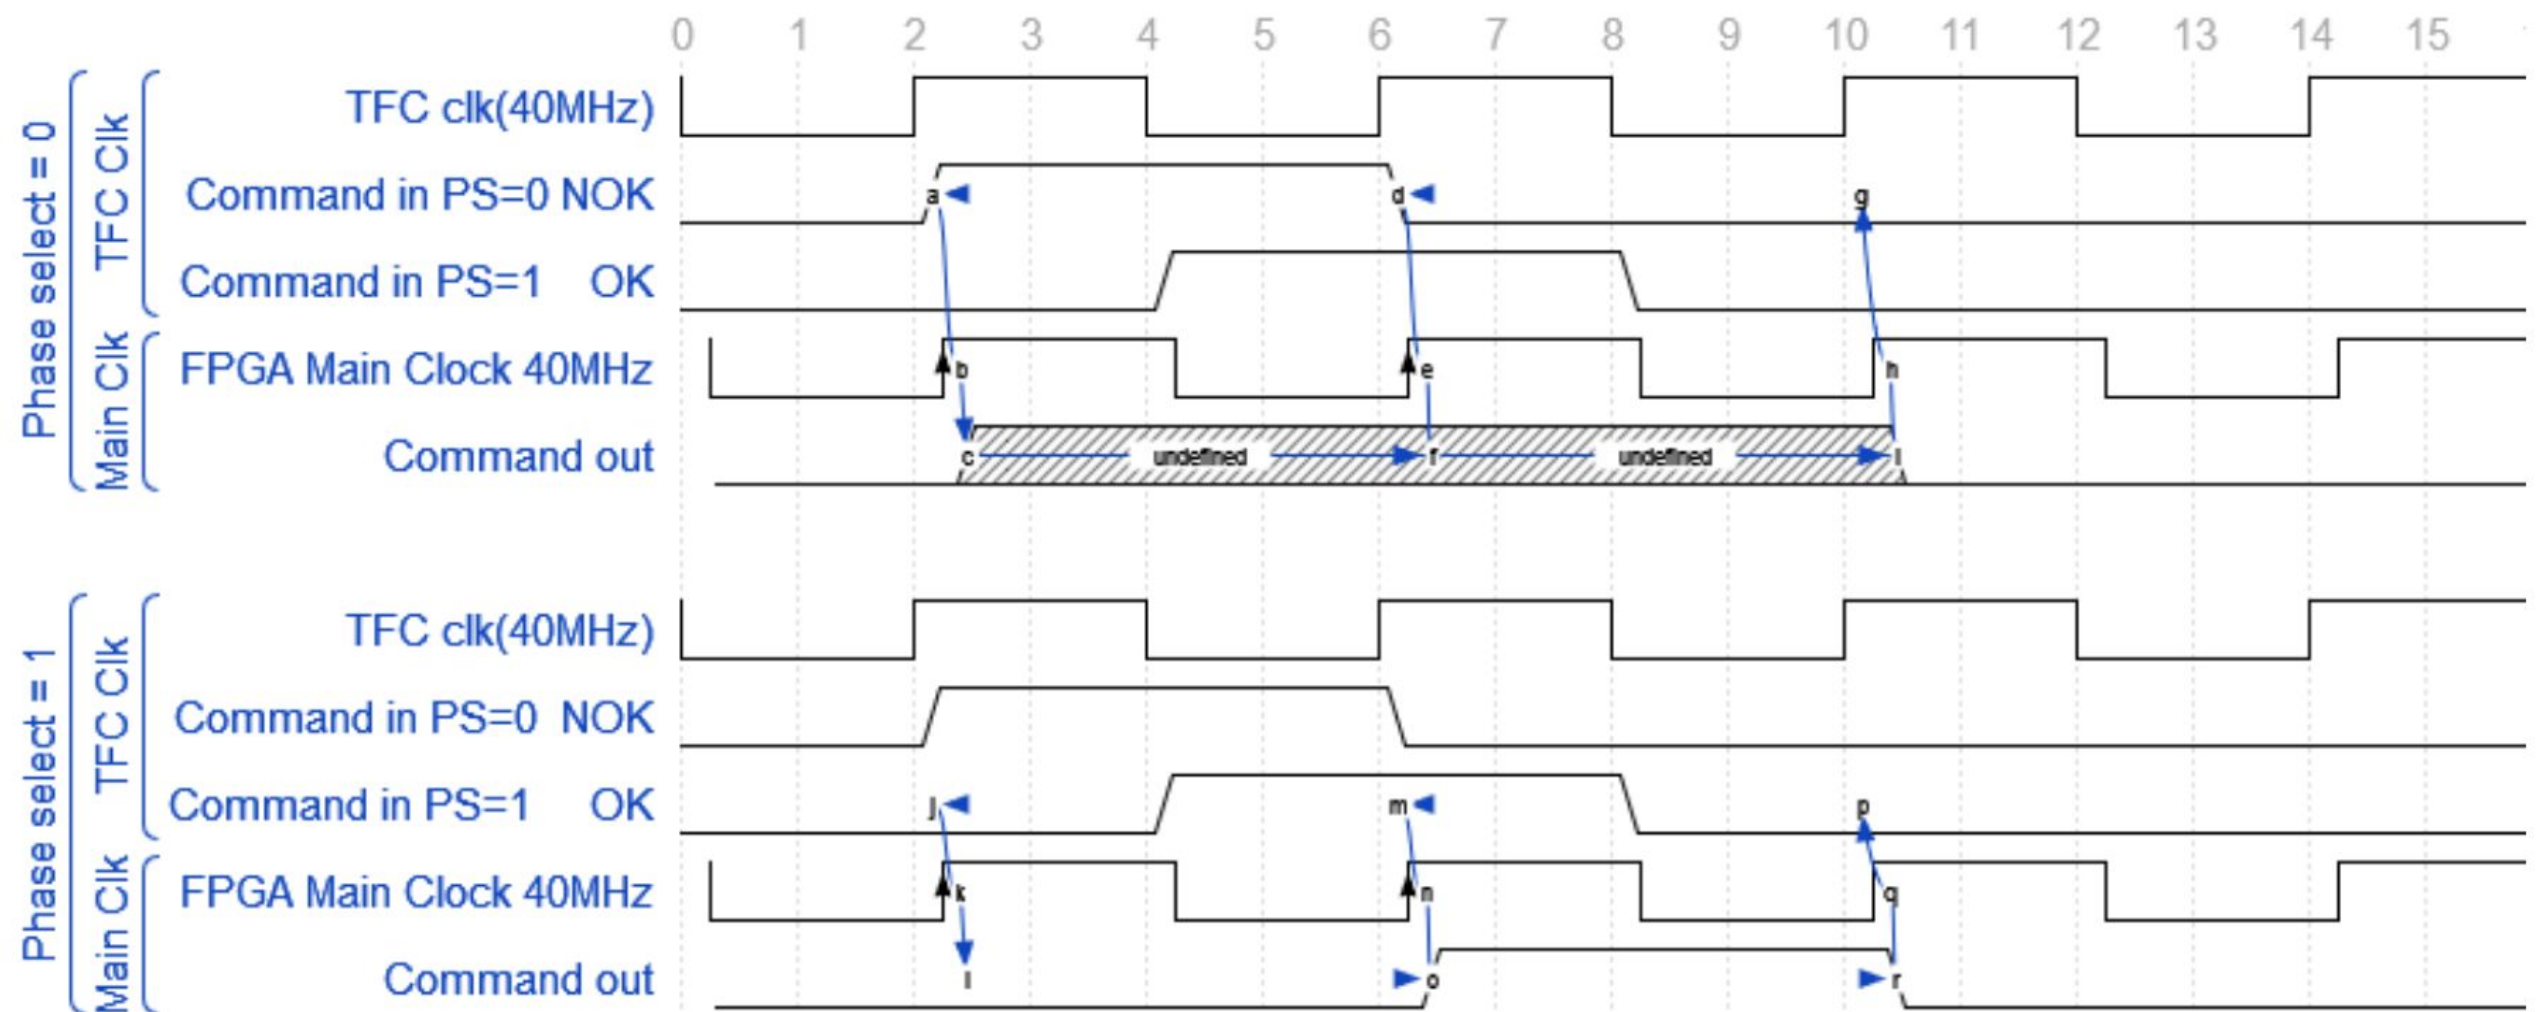 0 1 2 3 4 5 6 7 8 9 10 11 12 13 14 15
Phase select = 0
TFC Clk
TFC clk(40MHz)
Command in PS=0 NOK
a d g
Command in PS=1 OK
Main Clk
FPGA Main Clock 40MHz
b e h
Command out
c undefined f undefined i
Phase select = 1
TFC Clk
TFC clk(40MHz)
Command in PS=0 NOK
Command in PS=1 OK
j m p
Main Clk
FPGA Main Clock 40MHz
k n q
Command out
l o r